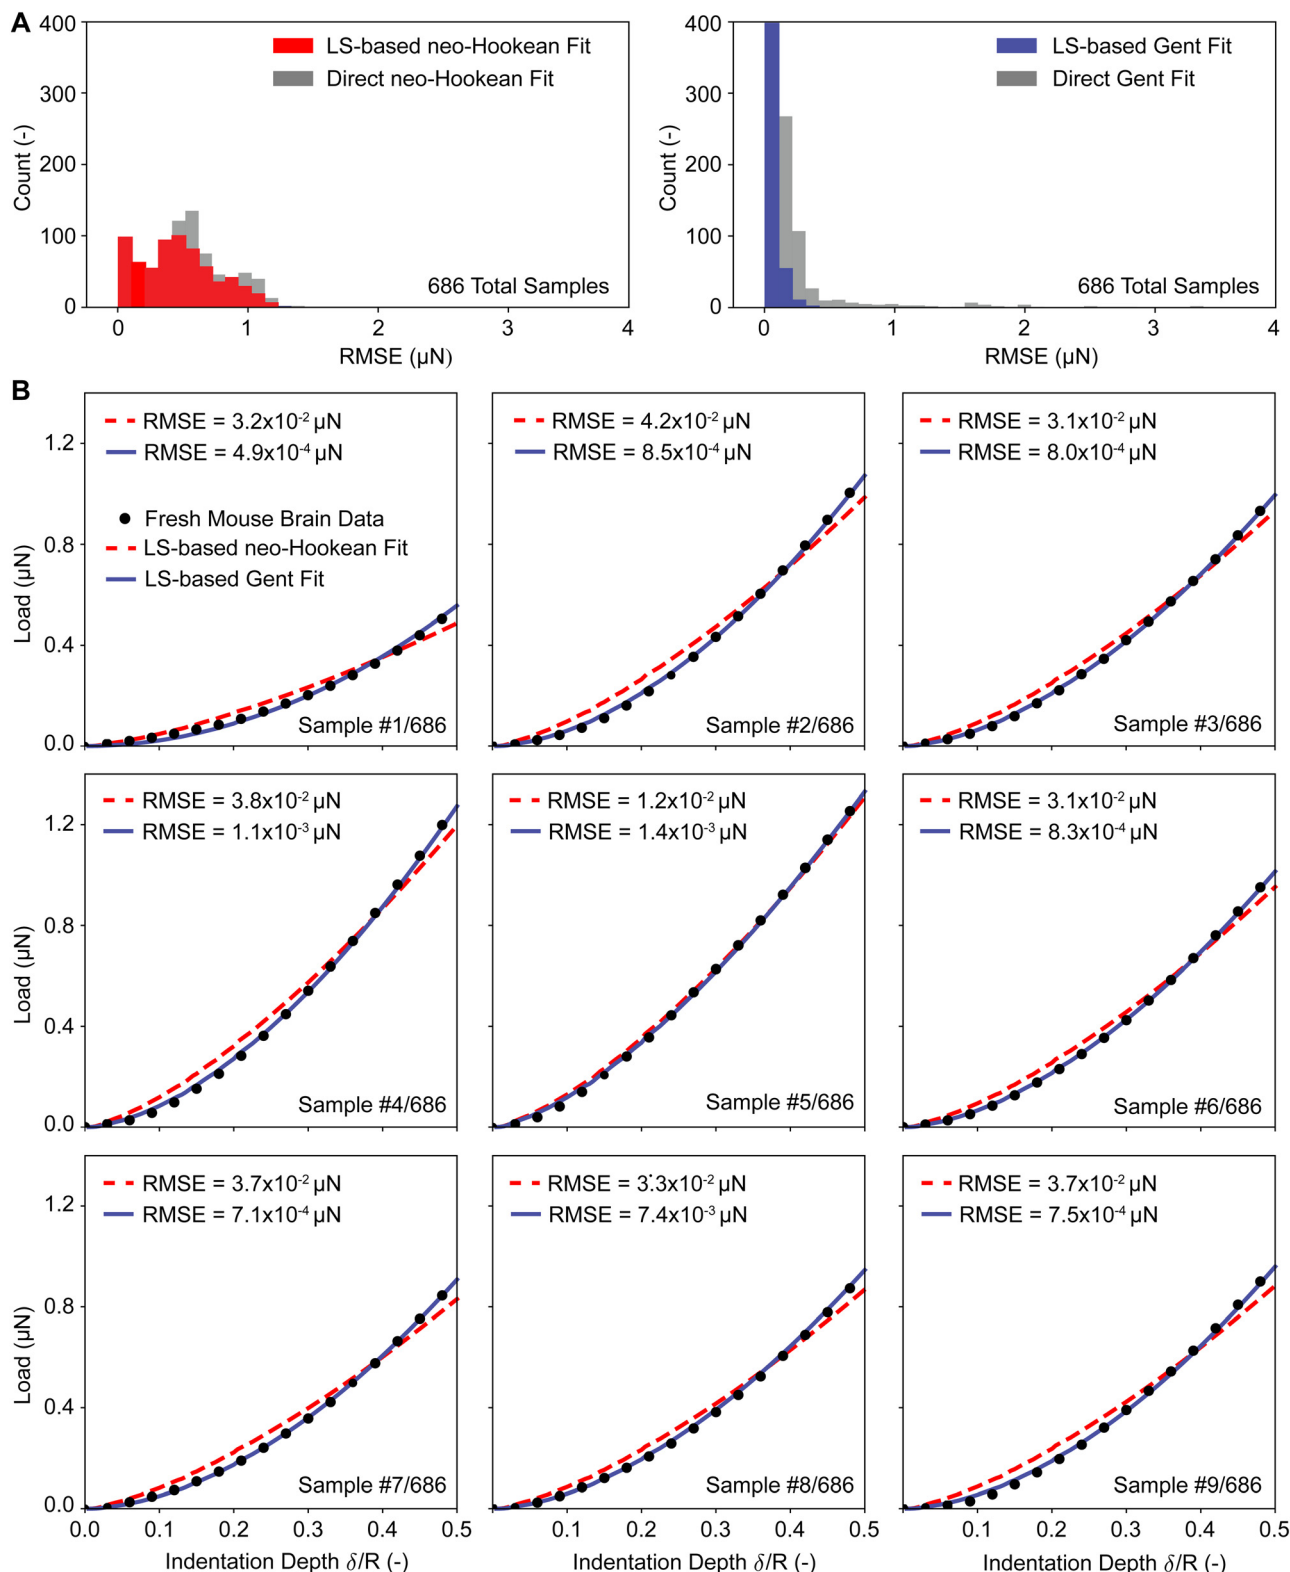 A
400
300
200
100
0
Count (-)
LS-based neo-Hookean Fit
Direct neo-Hookean Fit
686 Total Samples
0 1 2 3 4
RMSE (μN)
400
300
200
100
0
Count (-)
LS-based Gent Fit
Direct Gent Fit
686 Total Samples
0 1 2 3 4
RMSE (μN)
B
1.2
0.8
0.4
0.0
Load (μN)
RMSE = 3.2x10⁻² μN
RMSE = 4.9x10⁻⁴ μN
Fresh Mouse Brain Data
LS-based neo-Hookean Fit
LS-based Gent Fit
Sample #1/686
RMSE = 4.2x10⁻² μN
RMSE = 8.5x10⁻⁴ μN
Sample #2/686
RMSE = 3.1x10⁻² μN
RMSE = 8.0x10⁻⁴ μN
Sample #3/686
1.2
0.8
0.4
0.0
Load (μN)
RMSE = 3.8x10⁻² μN
RMSE = 1.1x10⁻³ μN
Sample #4/686
RMSE = 1.2x10⁻² μN
RMSE = 1.4x10⁻³ μN
Sample #5/686
RMSE = 3.1x10⁻² μN
RMSE = 8.3x10⁻⁴ μN
Sample #6/686
1.2
0.8
0.4
0.0
Load (μN)
RMSE = 3.7x10⁻² μN
RMSE = 7.1x10⁻⁴ μN
Sample #7/686
0.0 0.1 0.2 0.3 0.4 0.5
Indentation Depth δ/R (-)
RMSE = 3.3x10⁻² μN
RMSE = 7.4x10⁻³ μN
Sample #8/686
0.1 0.2 0.3 0.4 0.5
Indentation Depth δ/R (-)
RMSE = 3.7x10⁻² μN
RMSE = 7.5x10⁻⁴ μN
Sample #9/686
0.1 0.2 0.3 0.4 0.5
Indentation Depth δ/R (-)